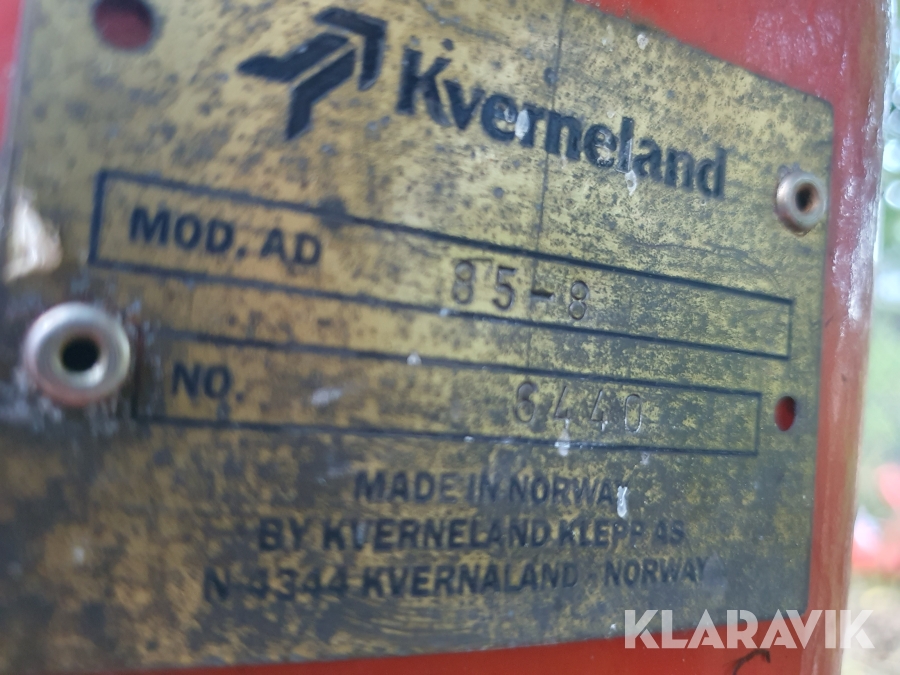 Kverneland
MOD. AD 85-8
NO. 6440
MADE IN NORWAY
BY KVERNELAND KLEPP AS
N-4344 KVERNALAND - NORWAY
KLARAVIK